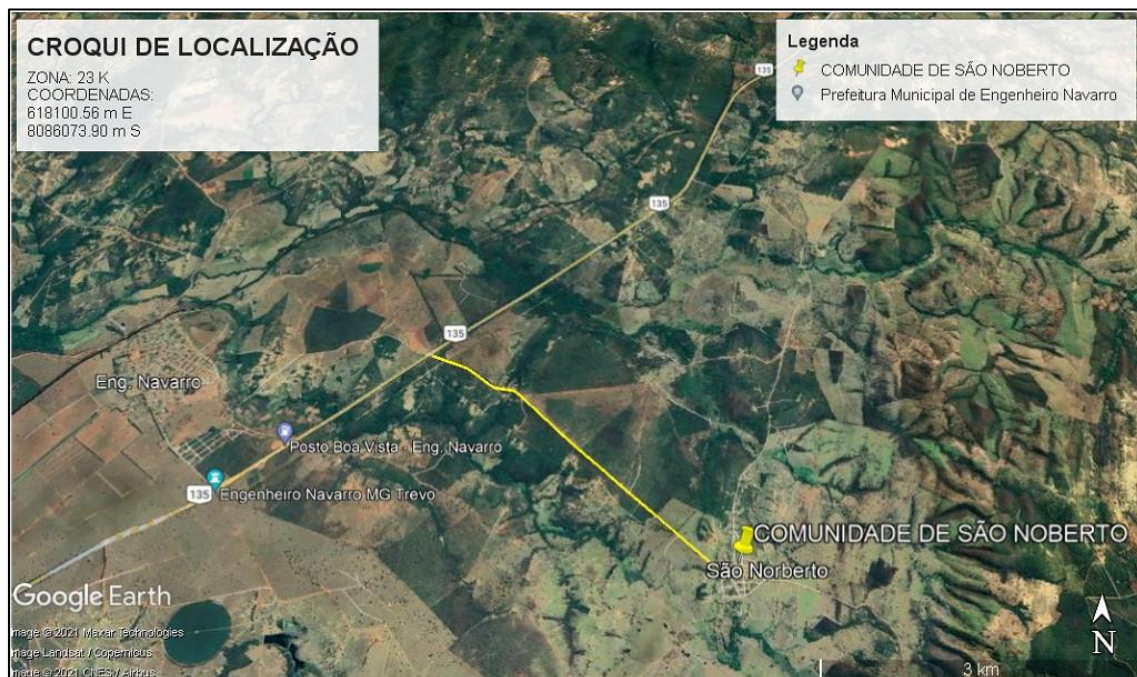 CROQUI DE LOCALIZAÇÃO
ZONA: 23 K
COORDENADAS:
618100.56 m E
8086073.90 m S
Legenda
COMUNIDADE DE SÃO NOBERTO
Prefeitura Municipal de Engenheiro Navarro
135
135
135
Eng. Navarro
Posto Boa Vista - Eng. Navarro
135
Engenheiro Navarro MG Trevo
COMUNIDADE DE SÃO NOBERTO
São Norberto
Google Earth
Image © 2021 Maxar Technologies
Image Landsat / Copernicus
Image © 2021 CNES / Airbus
N
3 km